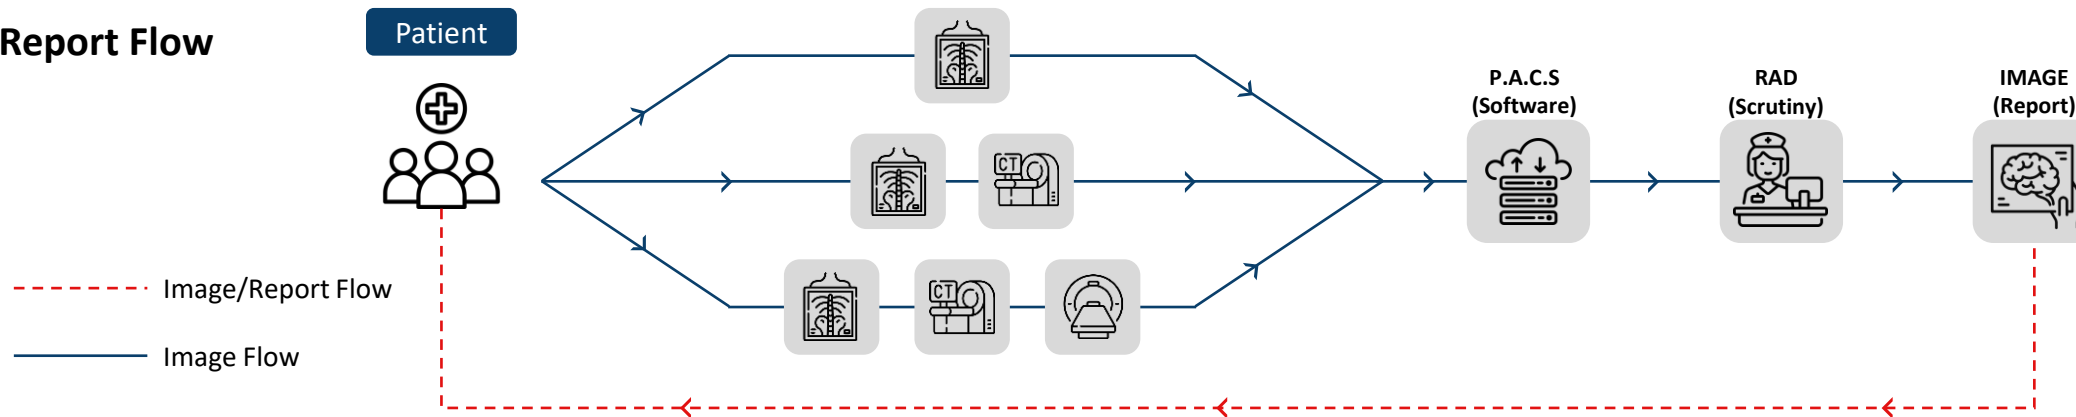 Report Flow
Patient
P.A.C.S
(Software)
RAD
(Scrutiny)
IMAGE
(Report)
CT
CT
Image/Report Flow
Image Flow